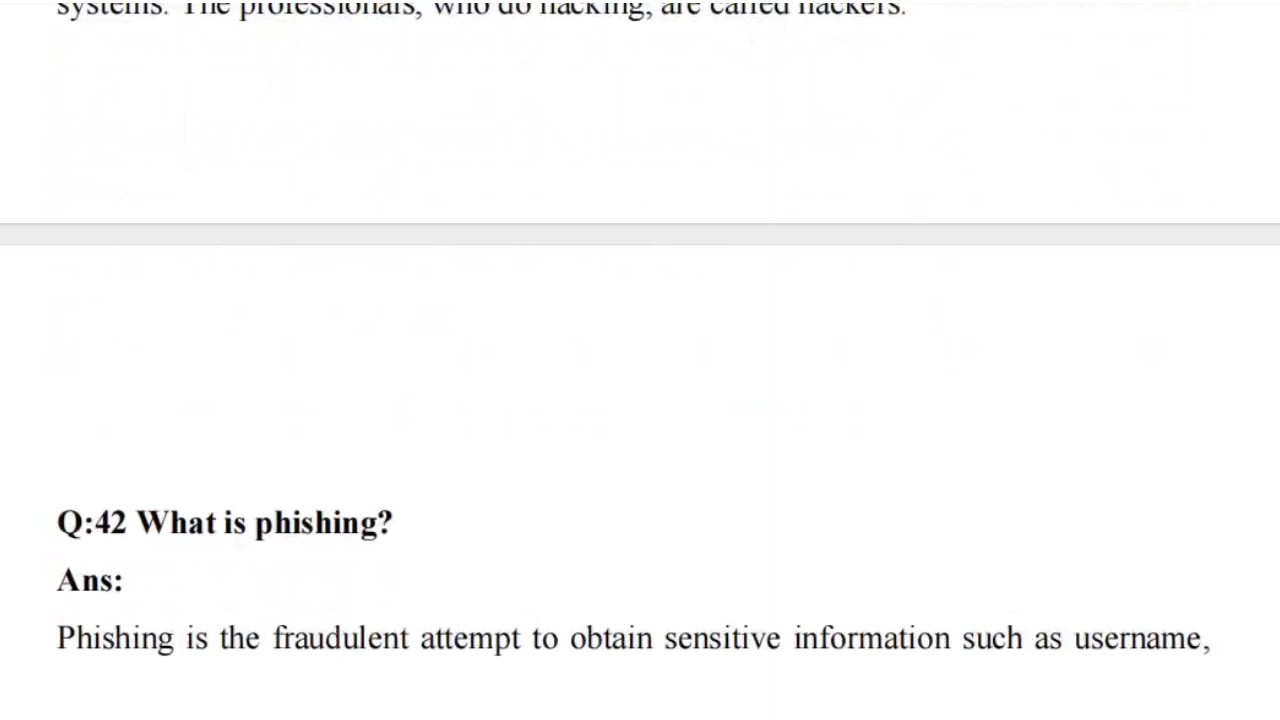 systems. The professionals, who do hacking, are called hackers.
Q:42 What is phishing?
Ans:
Phishing is the fraudulent attempt to obtain sensitive information such as username,